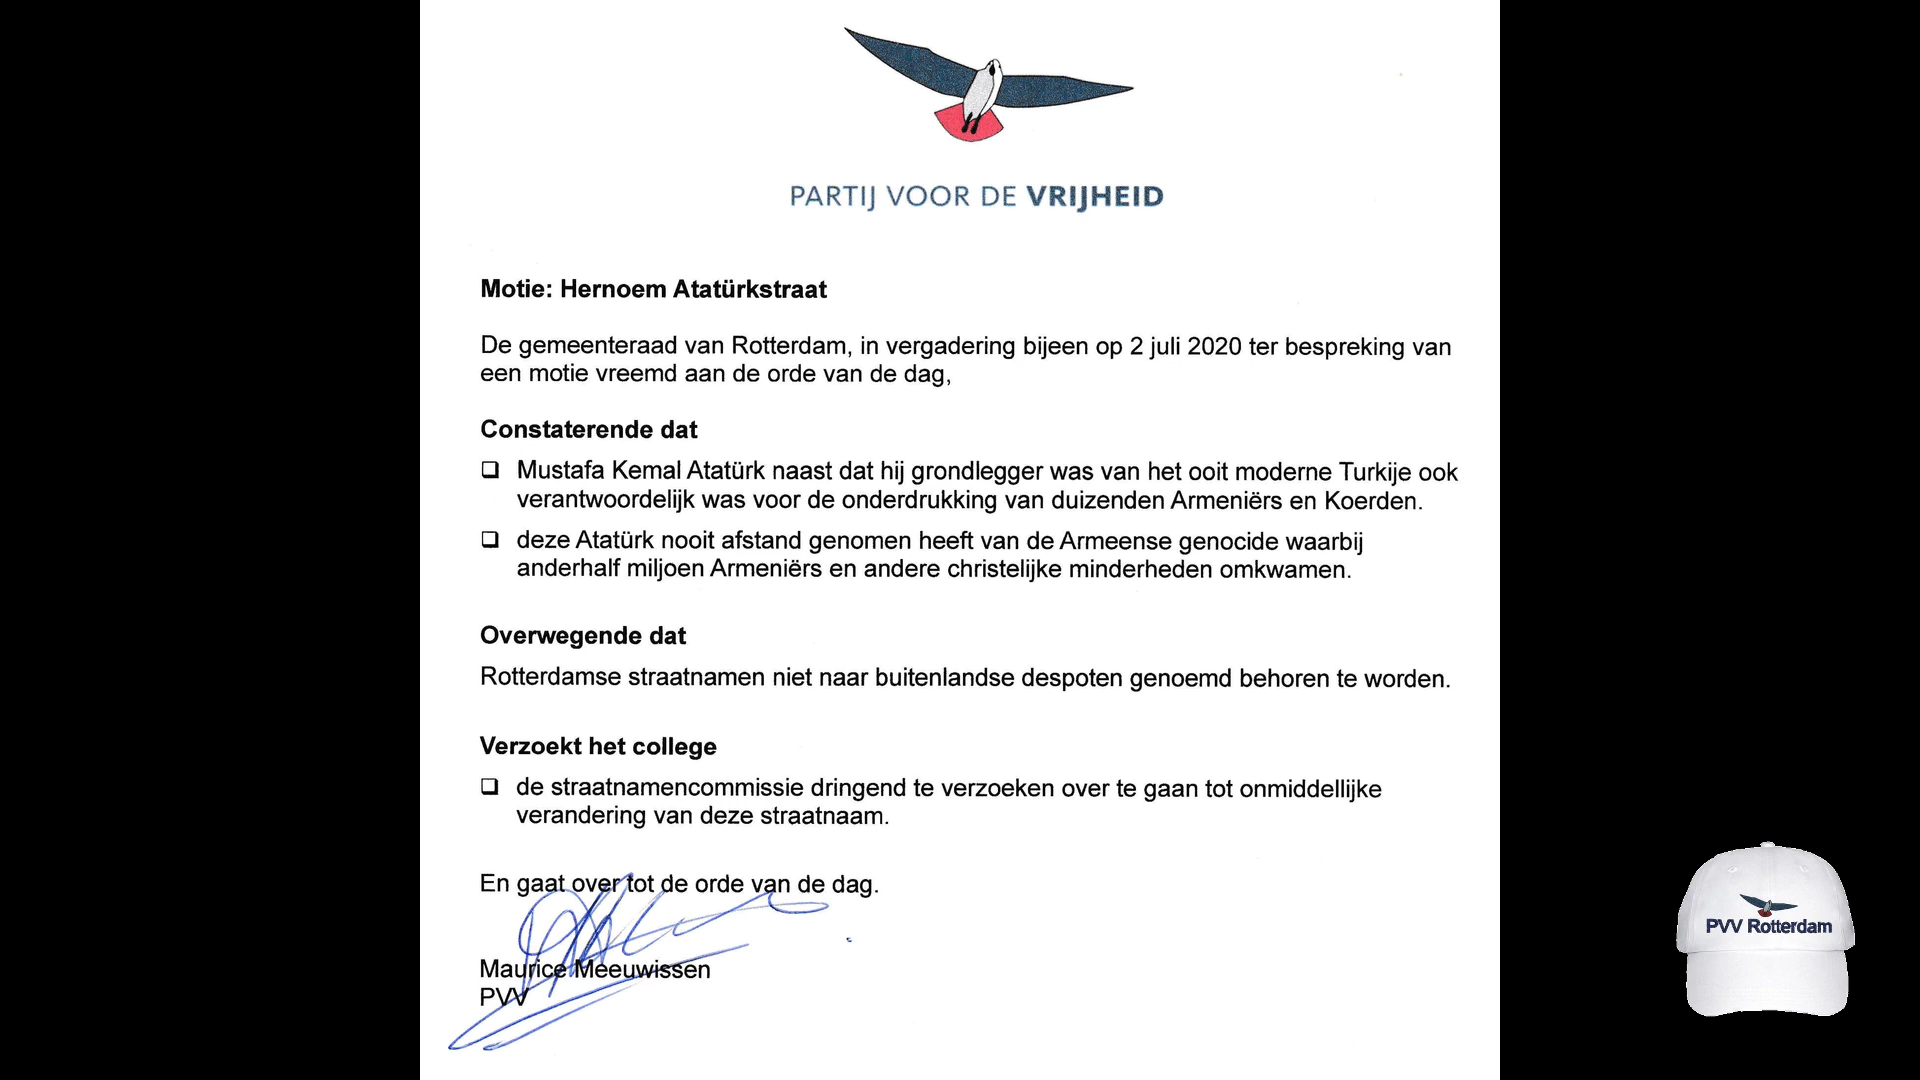 PARTIJ VOOR DE VRIJHEID
Motie: Hernoem Atatürkstraat
De gemeenteraad van Rotterdam, in vergadering bijeen op 2 juli 2020 ter bespreking van
een motie vreemd aan de orde van de dag,
Constaterende dat
❑ Mustafa Kemal Atatürk naast dat hij grondlegger was van het ooit moderne Turkije ook
verantwoordelijk was voor de onderdrukking van duizenden Armeniërs en Koerden.
❑ deze Atatürk nooit afstand genomen heeft van de Armeense genocide waarbij
anderhalf miljoen Armeniërs en andere christelijke minderheden omkwamen.
Overwegende dat
Rotterdamse straatnamen niet naar buitenlandse despoten genoemd behoren te worden.
Verzoekt het college
❑ de straatnamencommissie dringend te verzoeken over te gaan tot onmiddellijke
verandering van deze straatnaam.
En gaat over tot de orde van de dag.
Maurice Meeuwissen
PVV
PVV Rotterdam